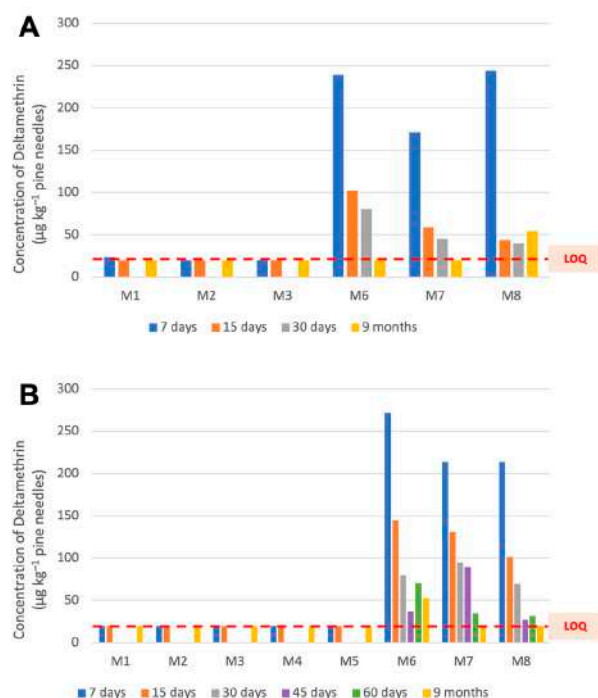 A
Concentration of Deltamethrin
(µg kg⁻¹ pine needles)
300
250
200
150
100
50
0
LOQ
M1 M2 M3 M6 M7 M8
7 days 15 days 30 days 9 months
B
Concentration of Deltamethrin
(µg kg⁻¹ pine needles)
300
250
200
150
100
50
0
LOQ
M1 M2 M3 M4 M5 M6 M7 M8
7 days 15 days 30 days 45 days 60 days 9 months